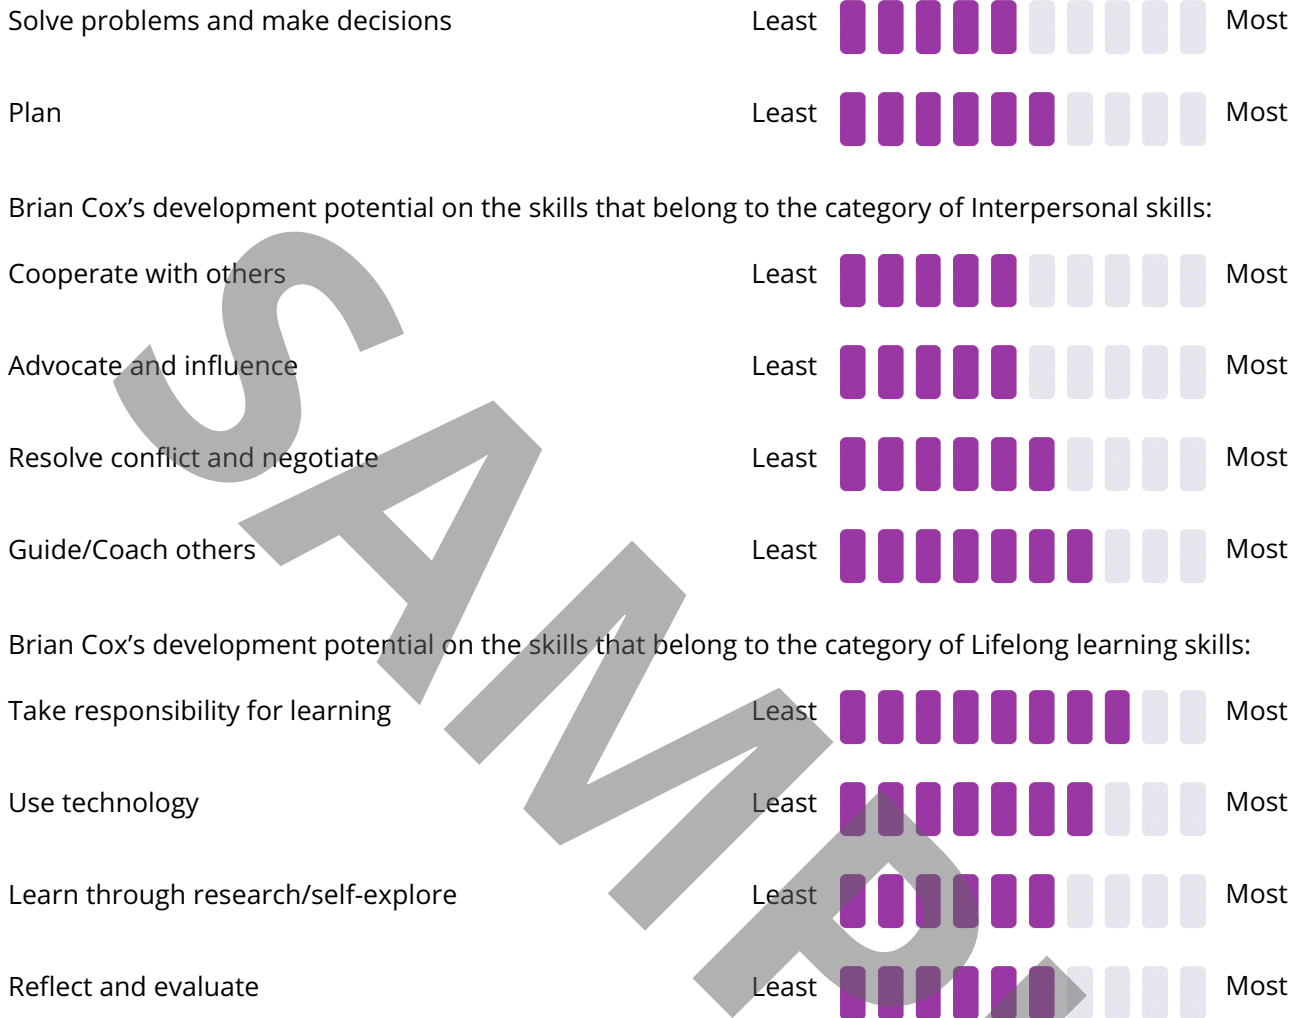 Solve problems and make decisions Least Most
Plan Least Most
Brian Cox’s development potential on the skills that belong to the category of Interpersonal skills:
Cooperate with others Least Most
Advocate and influence Least Most
Resolve conflict and negotiate Least Most
Guide/Coach others Least Most
Brian Cox’s development potential on the skills that belong to the category of Lifelong learning skills:
Take responsibility for learning Least Most
Use technology Least Most
Learn through research/self-explore Least Most
Reflect and evaluate Least Most
SAMP